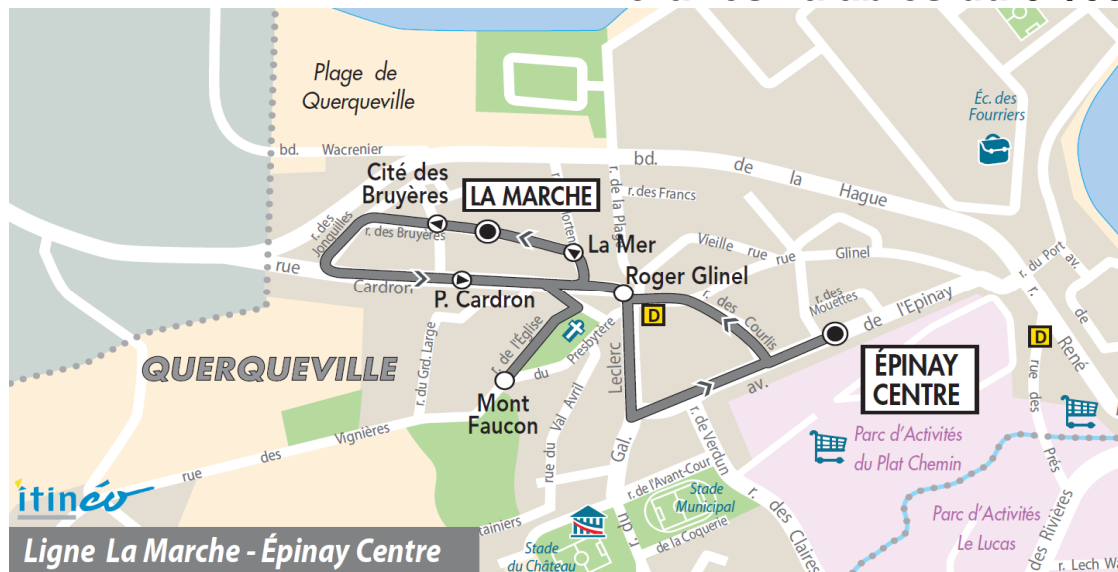 Plage de
Querqueville
Éc. des
Fourriers
bd. Wacrenier
bd. de la Hague
Cité des
Bruyères
LA MARCHE
r. de la Plage
r. des Francs
r. des Jonquilles
r. des Bruyères
La Mer
Vieille rue
rue Glinel
r. du Port
av. de l'Epinay
rue Cardron
P. Cardron
Roger Glinel
D
r. des Courlis
r. des
Mouettes
D
r. de l'Église
du Presbytère
Leclerc
r. du Grd. Large
QUERQUEVILLE
ÉPINAY
CENTRE
r. René
av. de
rue des Prés
Mont
Faucon
rue du Val Avril
r. de Verdun
Parc d'Activités
du Plat Chemin
rue des Vignières
r. du Gal.
r. de l'Avant-Cour
Stade
Municipal
de la Coquerie
r. des Claires
Parc d'Activités
Le Lucas
des Rivières
itinéo
Stade
du Château
Ligne La Marche - Épinay Centre